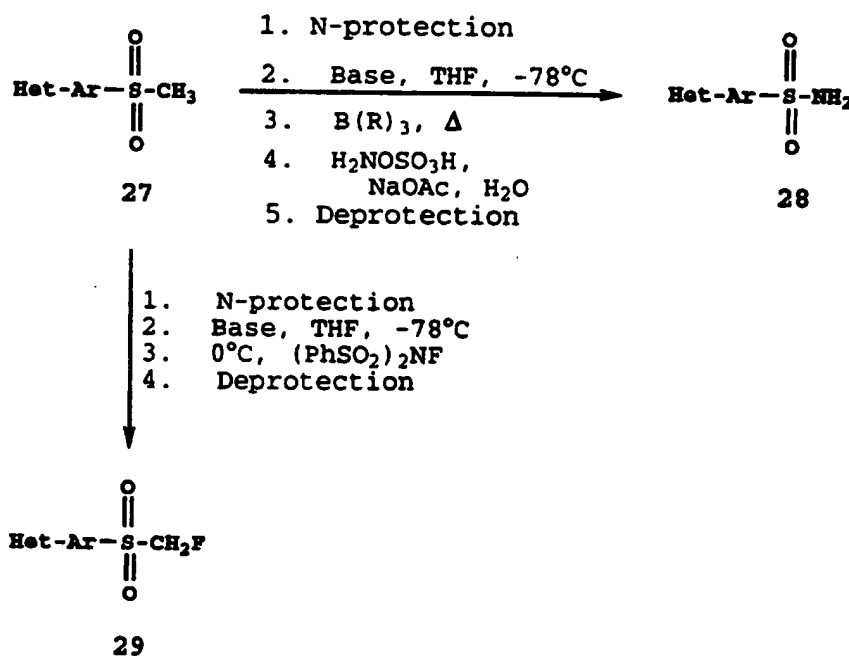 1. N-protection
2. Base, THF, -78°C
3. B(R)₃, Δ
4. H₂NOSO₃H,
NaOAc, H₂O
5. Deprotection
O
Het-Ar-S-CH₃
O
27
O
Het-Ar-S-NH₂
O
28
1. N-protection
2. Base, THF, -78°C
3. 0°C, (PhSO₂)₂NF
4. Deprotection
O
Het-Ar-S-CH₂F
O
29